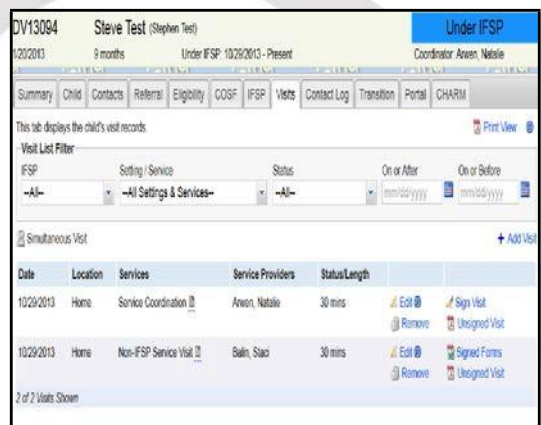 DV13094 Steve Test (Stephen Test) Under IFSP
1/20/2013 9 months Under IFSP: 10/29/2013 - Present Coordinator: Arwen, Natalie
Summary Child Contacts Referral Eligibility COSF IFSP Visits Contact Log Transition Portal CHARM
This tab displays the child's visit records. Print View
Visit List Filter
IFSP Setting / Service Status On or After On or Before
--All-- --All Settings & Services-- --All-- mm/dd/yyyy mm/dd/yyyy
Simultaneous Visit + Add Visit
Date Location Services Service Providers Status/Length
10/29/2013 Home Service Coordination Arwen, Natalie 30 mins Edit Sign Visit
Remove Unsigned Visit
10/29/2013 Home Non-IFSP Service Visit Balin, Staci 30 mins Edit Signed Forms
Remove Unsigned Visit
2 of 2 Visits Shown